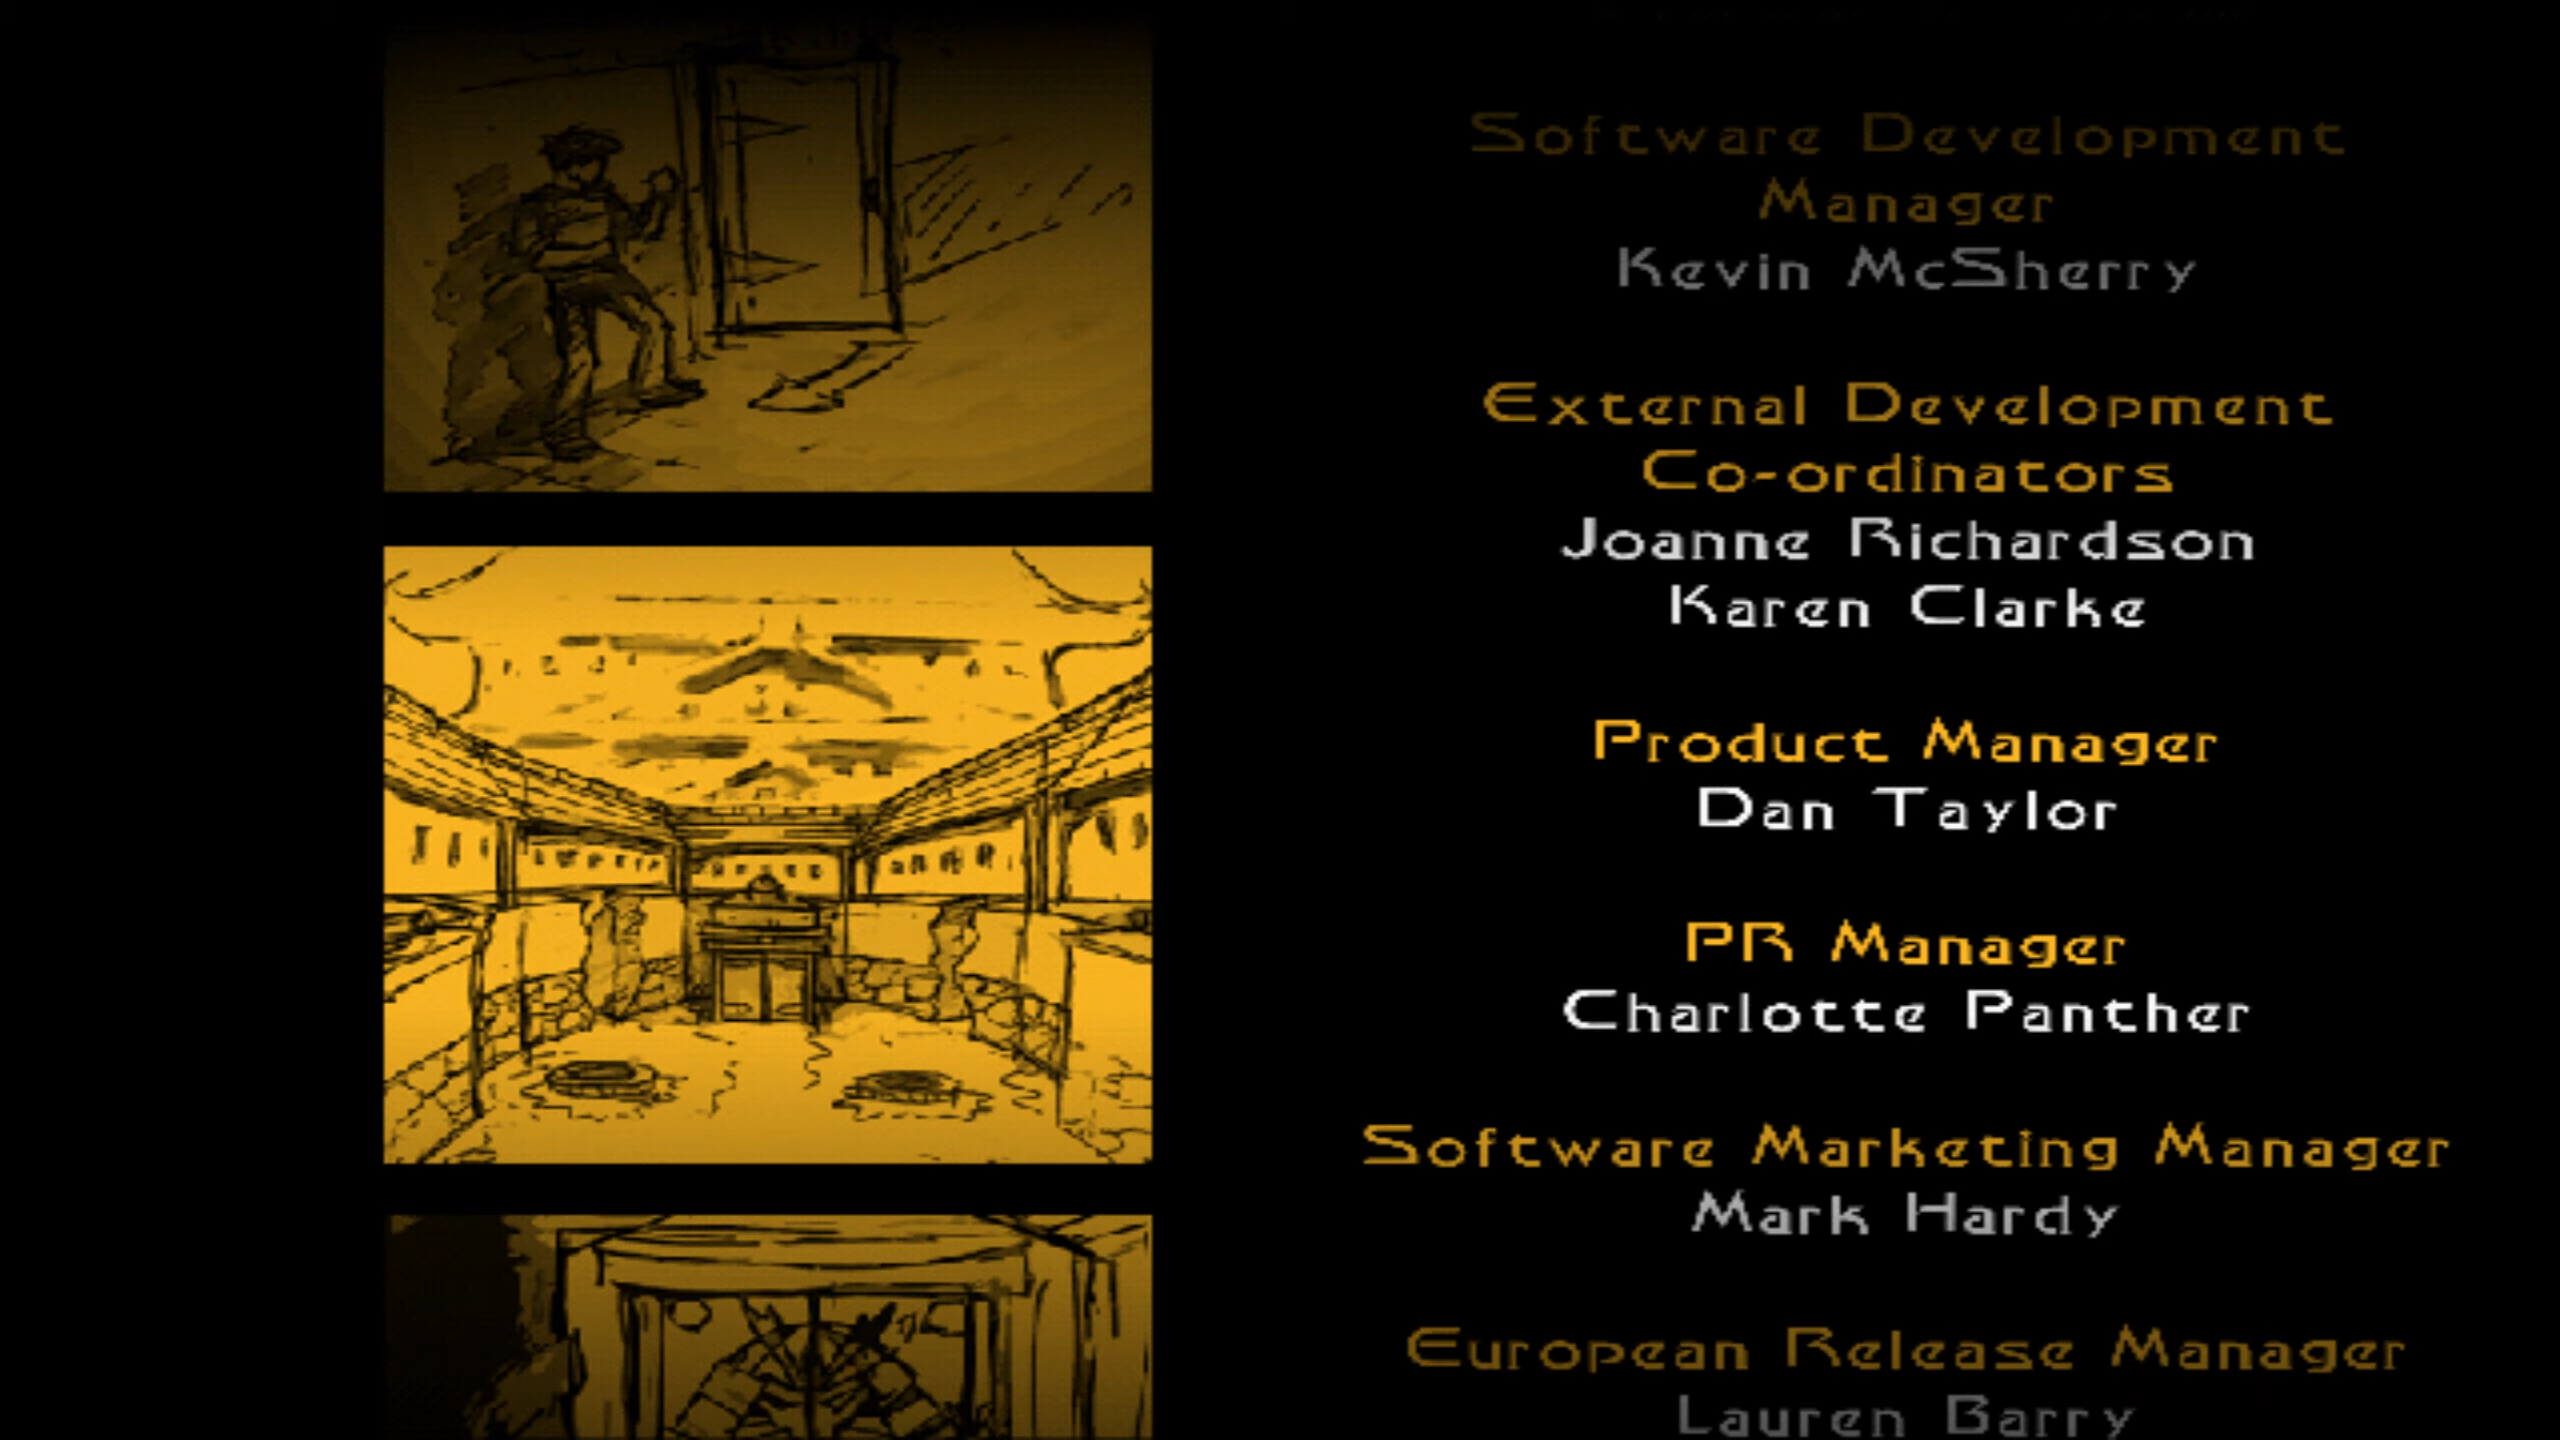 Software Development
Manager
Kevin McSherry
External Development
Co-ordinators
Joanne Richardson
Karen Clarke
Product Manager
Dan Taylor
PR Manager
Charlotte Panther
Software Marketing Manager
Mark Hardy
European Release Manager
Lauren Barry